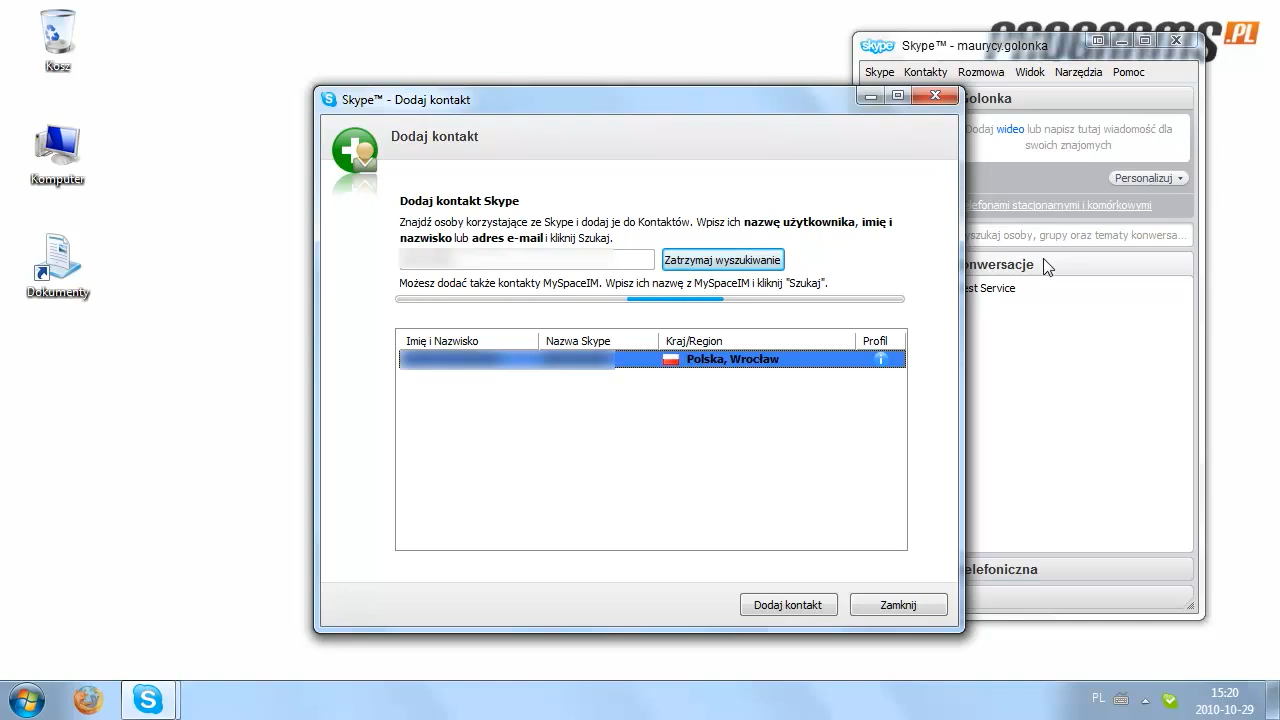 Kosz
Komputer
Dokumenty
.PL
skype Skype™ - maurycy.golonka
Skype Kontakty Rozmowa Widok Narzędzia Pomoc
Golonka
Dodaj wideo lub napisz tutaj wiadomość dla
swoich znajomych
Personalizuj
telefonami stacjonarnymi i komórkowymi
yszukaj osoby, grupy oraz tematy konwersa...
onwersacje
est Service
elefoniczna
Skype™ - Dodaj kontakt
Dodaj kontakt
Dodaj kontakt Skype
Znajdź osoby korzystające ze Skype i dodaj je do Kontaktów. Wpisz ich nazwę użytkownika, imię i
nazwisko lub adres e-mail i kliknij Szukaj.
Zatrzymaj wyszukiwanie
Możesz dodać także kontakty MySpaceIM. Wpisz ich nazwę z MySpaceIM i kliknij "Szukaj".
Imię i Nazwisko Nazwa Skype Kraj/Region Profil
Polska, Wrocław
Dodaj kontakt Zamknij
PL
15:20
2010-10-29